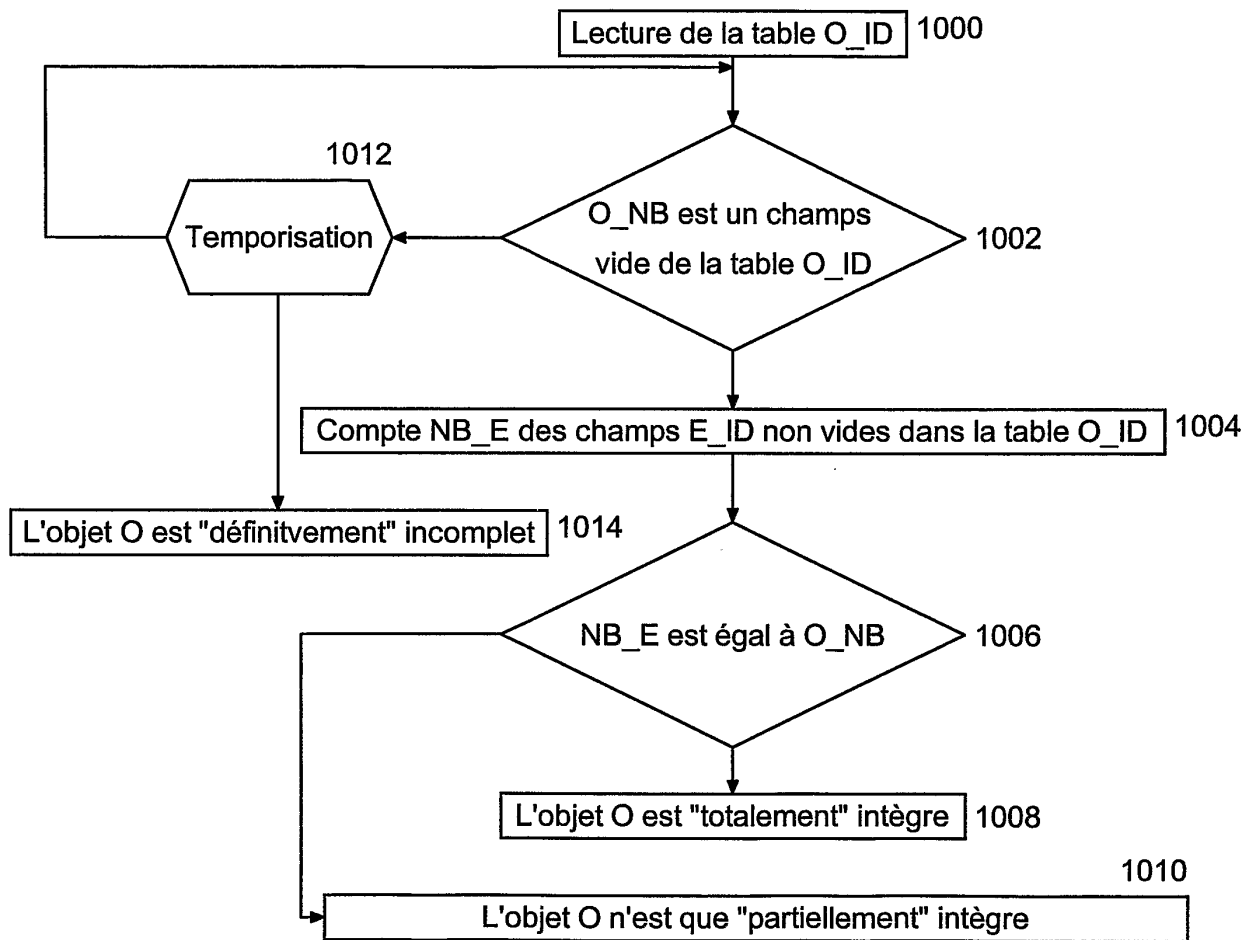 Lecture de la table O_ID 1000
1012
O_NB est un champs
vide de la table O_ID
1002
Temporisation
Compte NB_E des champs E_ID non vides dans la table O_ID 1004
L'objet O est "définitvement" incomplet 1014
NB_E est égal à O_NB 1006
L'objet O est "totalement" intègre 1008
1010
L'objet O n'est que "partiellement" intègre